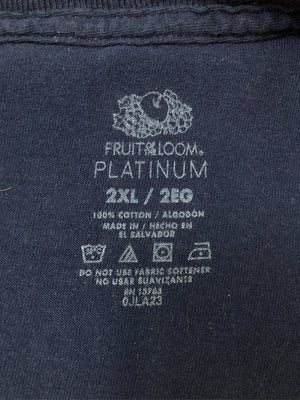 FRUIT OF THE LOOM®
PLATINUM
2XL / 2EG
100% COTTON / ALGODÓN
MADE IN / HECHO EN
EL SALVADOR
DO NOT USE FABRIC SOFTENER
NO USAR SUAVIZANTE
RN 13765
0JLA23